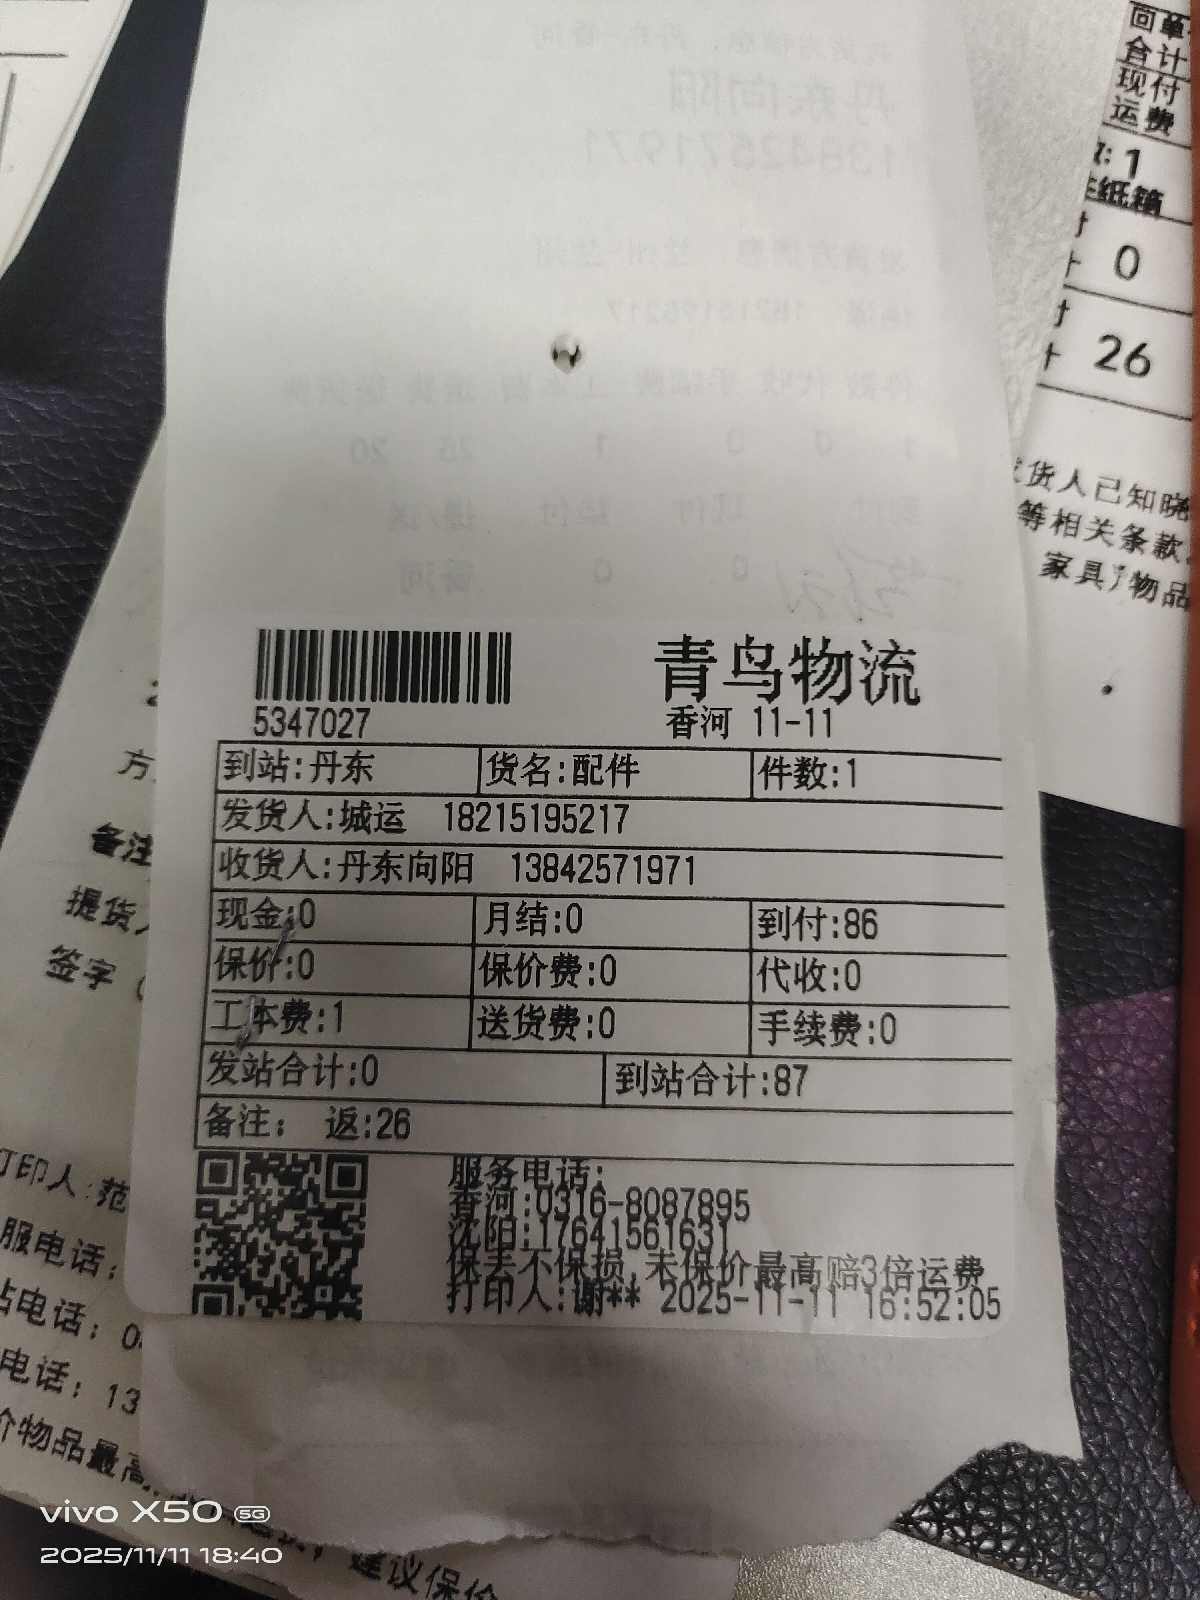 回单
合计
现付
运费
: 1
纸箱
0
26
货人已知晓
等相关条款
家具 物品
青鸟物流
5347027
香河 11-11
到站:丹东 货名:配件 件数:1
发货人:城运 18215195217
收货人:丹东向阳 13842571971
现金:0 月结:0 到付:86
保价:0 保价费:0 代收:0
工本费:1 送货费:0 手续费:0
发站合计:0 到站合计:87
备注: 返:26
服务电话:
香河:0316-8087895
沈阳:17641561631
保丢不保损 未保价最高赔3倍运费
打印人:谢** 2025-11-11 16:52:05
方
备注
提货
签字
打印人:范
服电话:
站电话: 0
电话: 13
价物品最高
建议保价
vivo X50 5G
2025/11/11 18:40